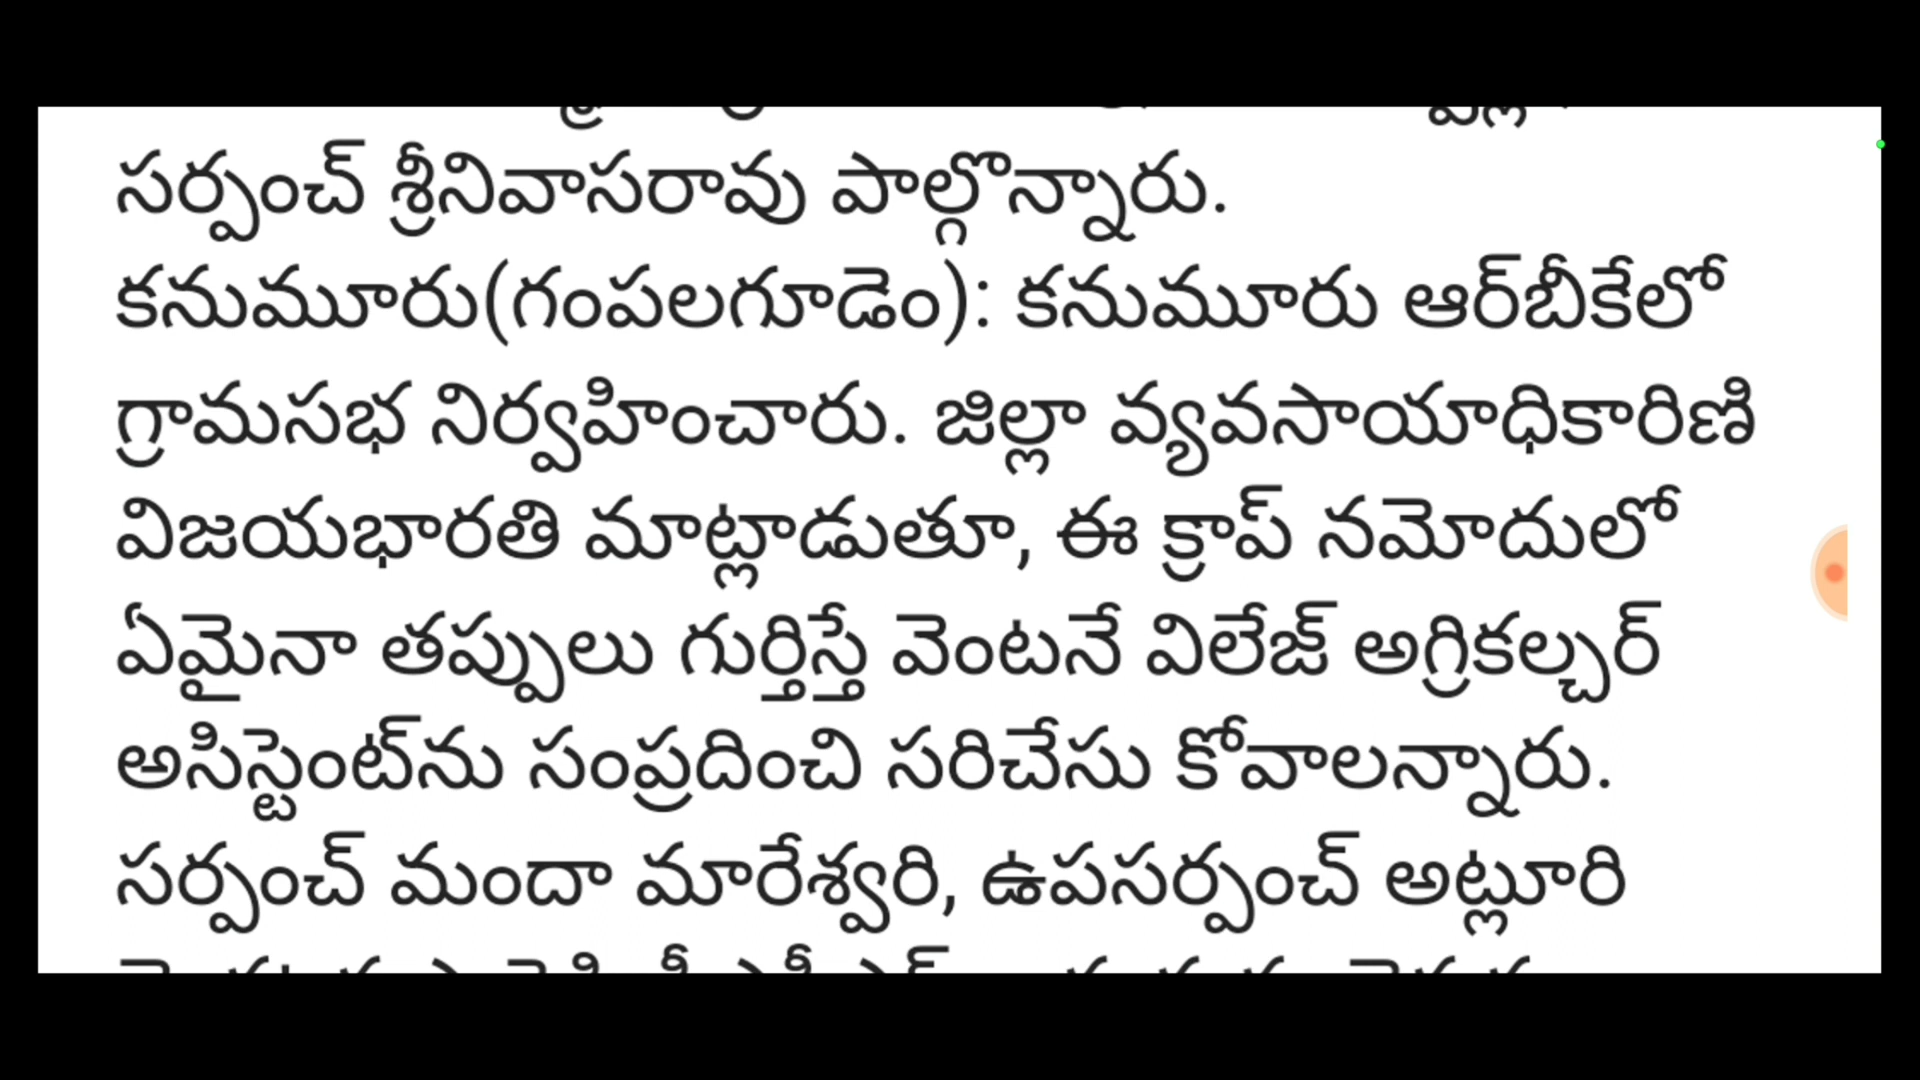 సర్పంచ్ శ్రీనివాసరావు పాల్గొన్నారు.
కనుమూరు(గంపలగూడెం): కనుమూరు ఆర్‌బీకేలో
గ్రామసభ నిర్వహించారు. జిల్లా వ్యవసాయాధికారిణి
విజయభారతి మాట్లాడుతూ, ఈ క్రాప్ నమోదులో
ఏమైనా తప్పులు గుర్తిస్తే వెంటనే విలేజ్ అగ్రికల్చర్
అసిస్టెంట్‌ను సంప్రదించి సరిచేసు కోవాలన్నారు.
సర్పంచ్ మందా మారేశ్వరి, ఉపసర్పంచ్ అట్లూరి